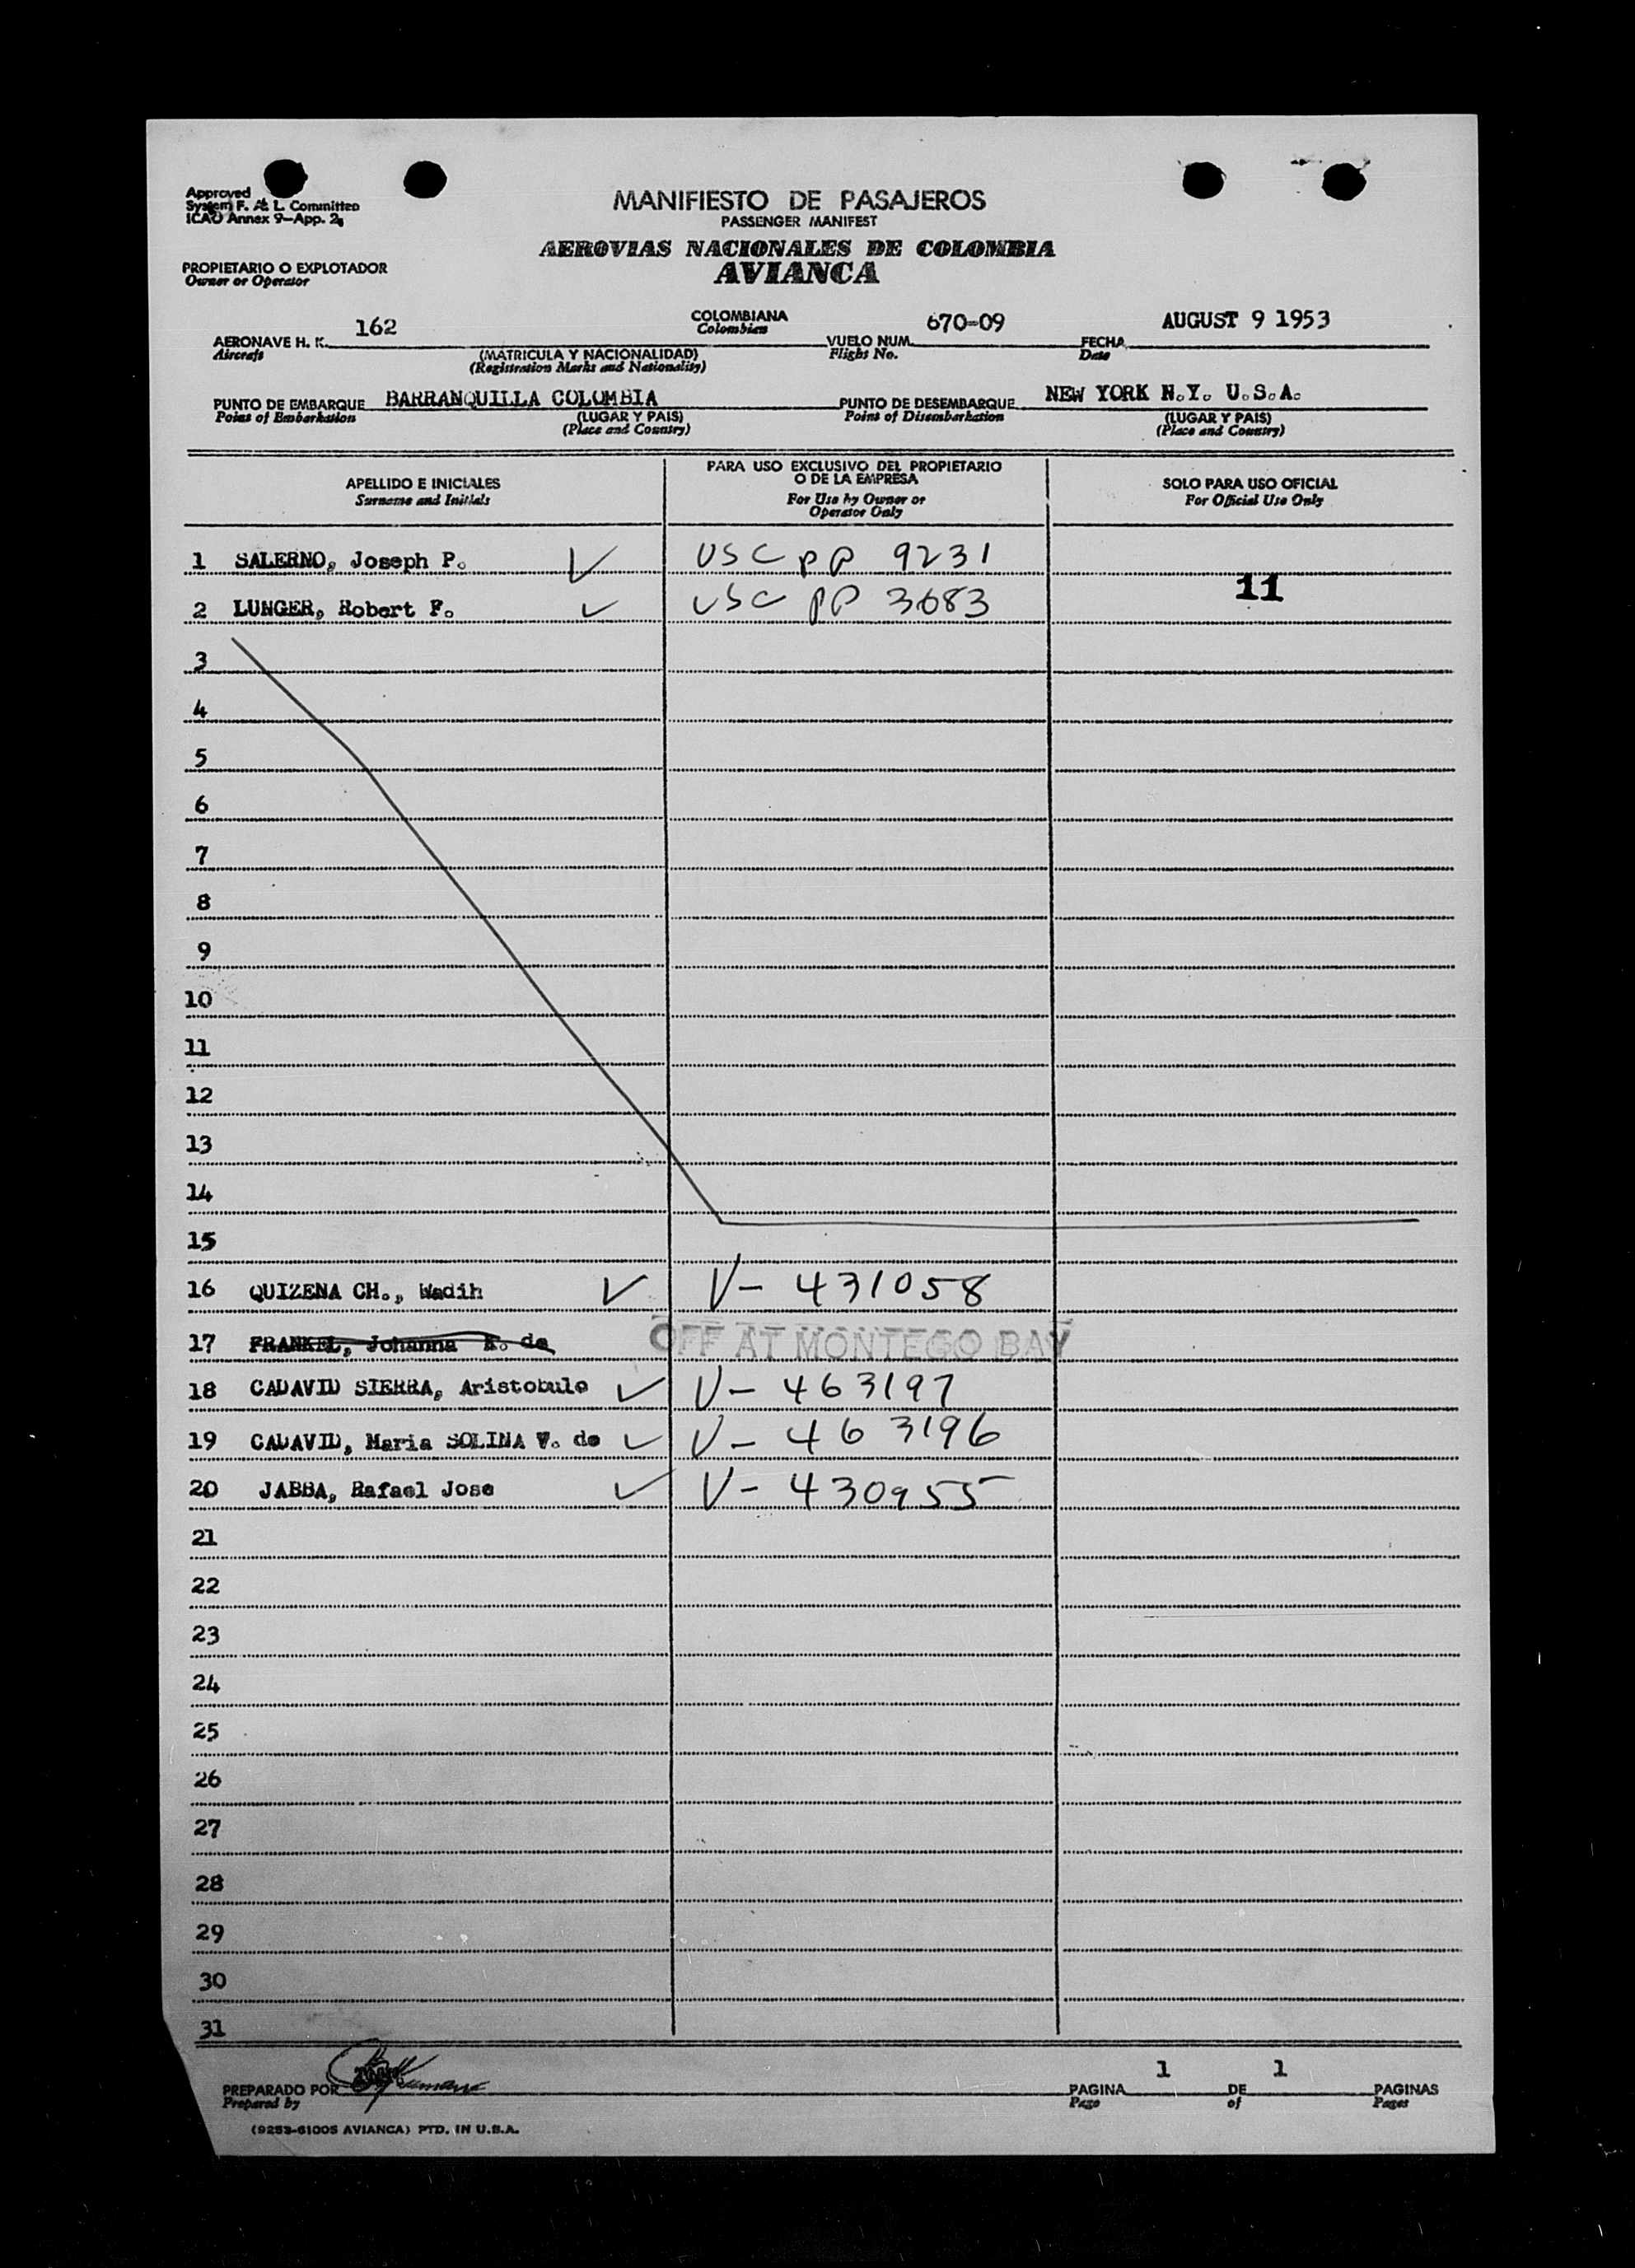 Approved
System F. A. L. Committee
ICAO Annex 9—App. 2
MANIFIESTO DE PASAJEROS
PASSENGER MANIFEST
AEROVIAS NACIONALES DE COLOMBIA
AVIANCA
PROPIETARIO O EXPLOTADOR
Owner or Operator
AERONAVE H. K. 162 COLOMBIANA VUELO NUM. 670-09 FECHA AUGUST 9 1953
Aircraft Colombian Flight No. Date
(MATRICULA Y NACIONALIDAD)
(Registration Marks and Nationality)
PUNTO DE EMBARQUE BARRANQUILLA COLOMBIA PUNTO DE DESEMBARQUE NEW YORK N.Y. U.S.A.
Point of Embarkation (LUGAR Y PAIS) Point of Disembarkation (LUGAR Y PAIS)
(Place and Country) (Place and Country)
APELLIDO E INICIALES
Surname and Initials
PARA USO EXCLUSIVO DEL PROPIETARIO
O DE LA EMPRESA
For Use by Owner or
Operator Only
SOLO PARA USO OFICIAL
For Official Use Only
1 SALERNO, Joseph P. USC PP 9231
11
2 LUNGER, Robert F. USC PP 3683
3
4
5
6
7
8
9
10
11
12
13
14
15
16 QUIZENA CH., Wadih V- 431058
17 FRANKEL, Johanna K. de OFF AT MONTEGO BAY
18 CADAVID SIERRA, Aristobulo V- 463197
19 CADAVID, Maria SOLINA V. de V- 463196
20 JABBA, Rafael Jose V- 430955
21
22
23
24
25
26
27
28
29
30
31
PREPARADO POR PAGINA 1 DE 1 PAGINAS
Prepared by Page of Pages
(9253-61005 AVIANCA) PTD. IN U.S.A.